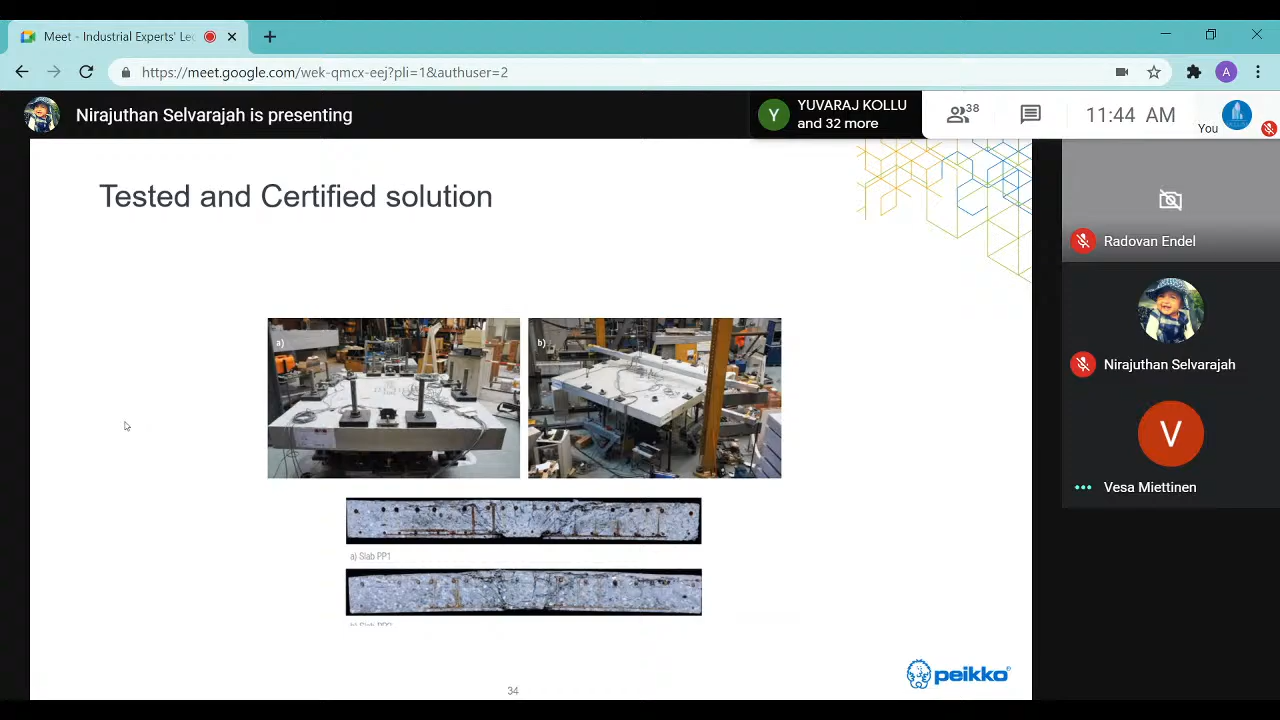 Meet - Industrial Experts' Le
https://meet.google.com/wek-qmcx-eej?pli=1&authuser=2
A
Nirajuthan Selvarajah is presenting
Y
YUVARAJ KOLLU
and 32 more
38
11:44 AM
You
Tested and Certified solution
Radovan Endel
a)
b)
Nirajuthan Selvarajah
V
Vesa Miettinen
a) Slab PP1
peikko
34